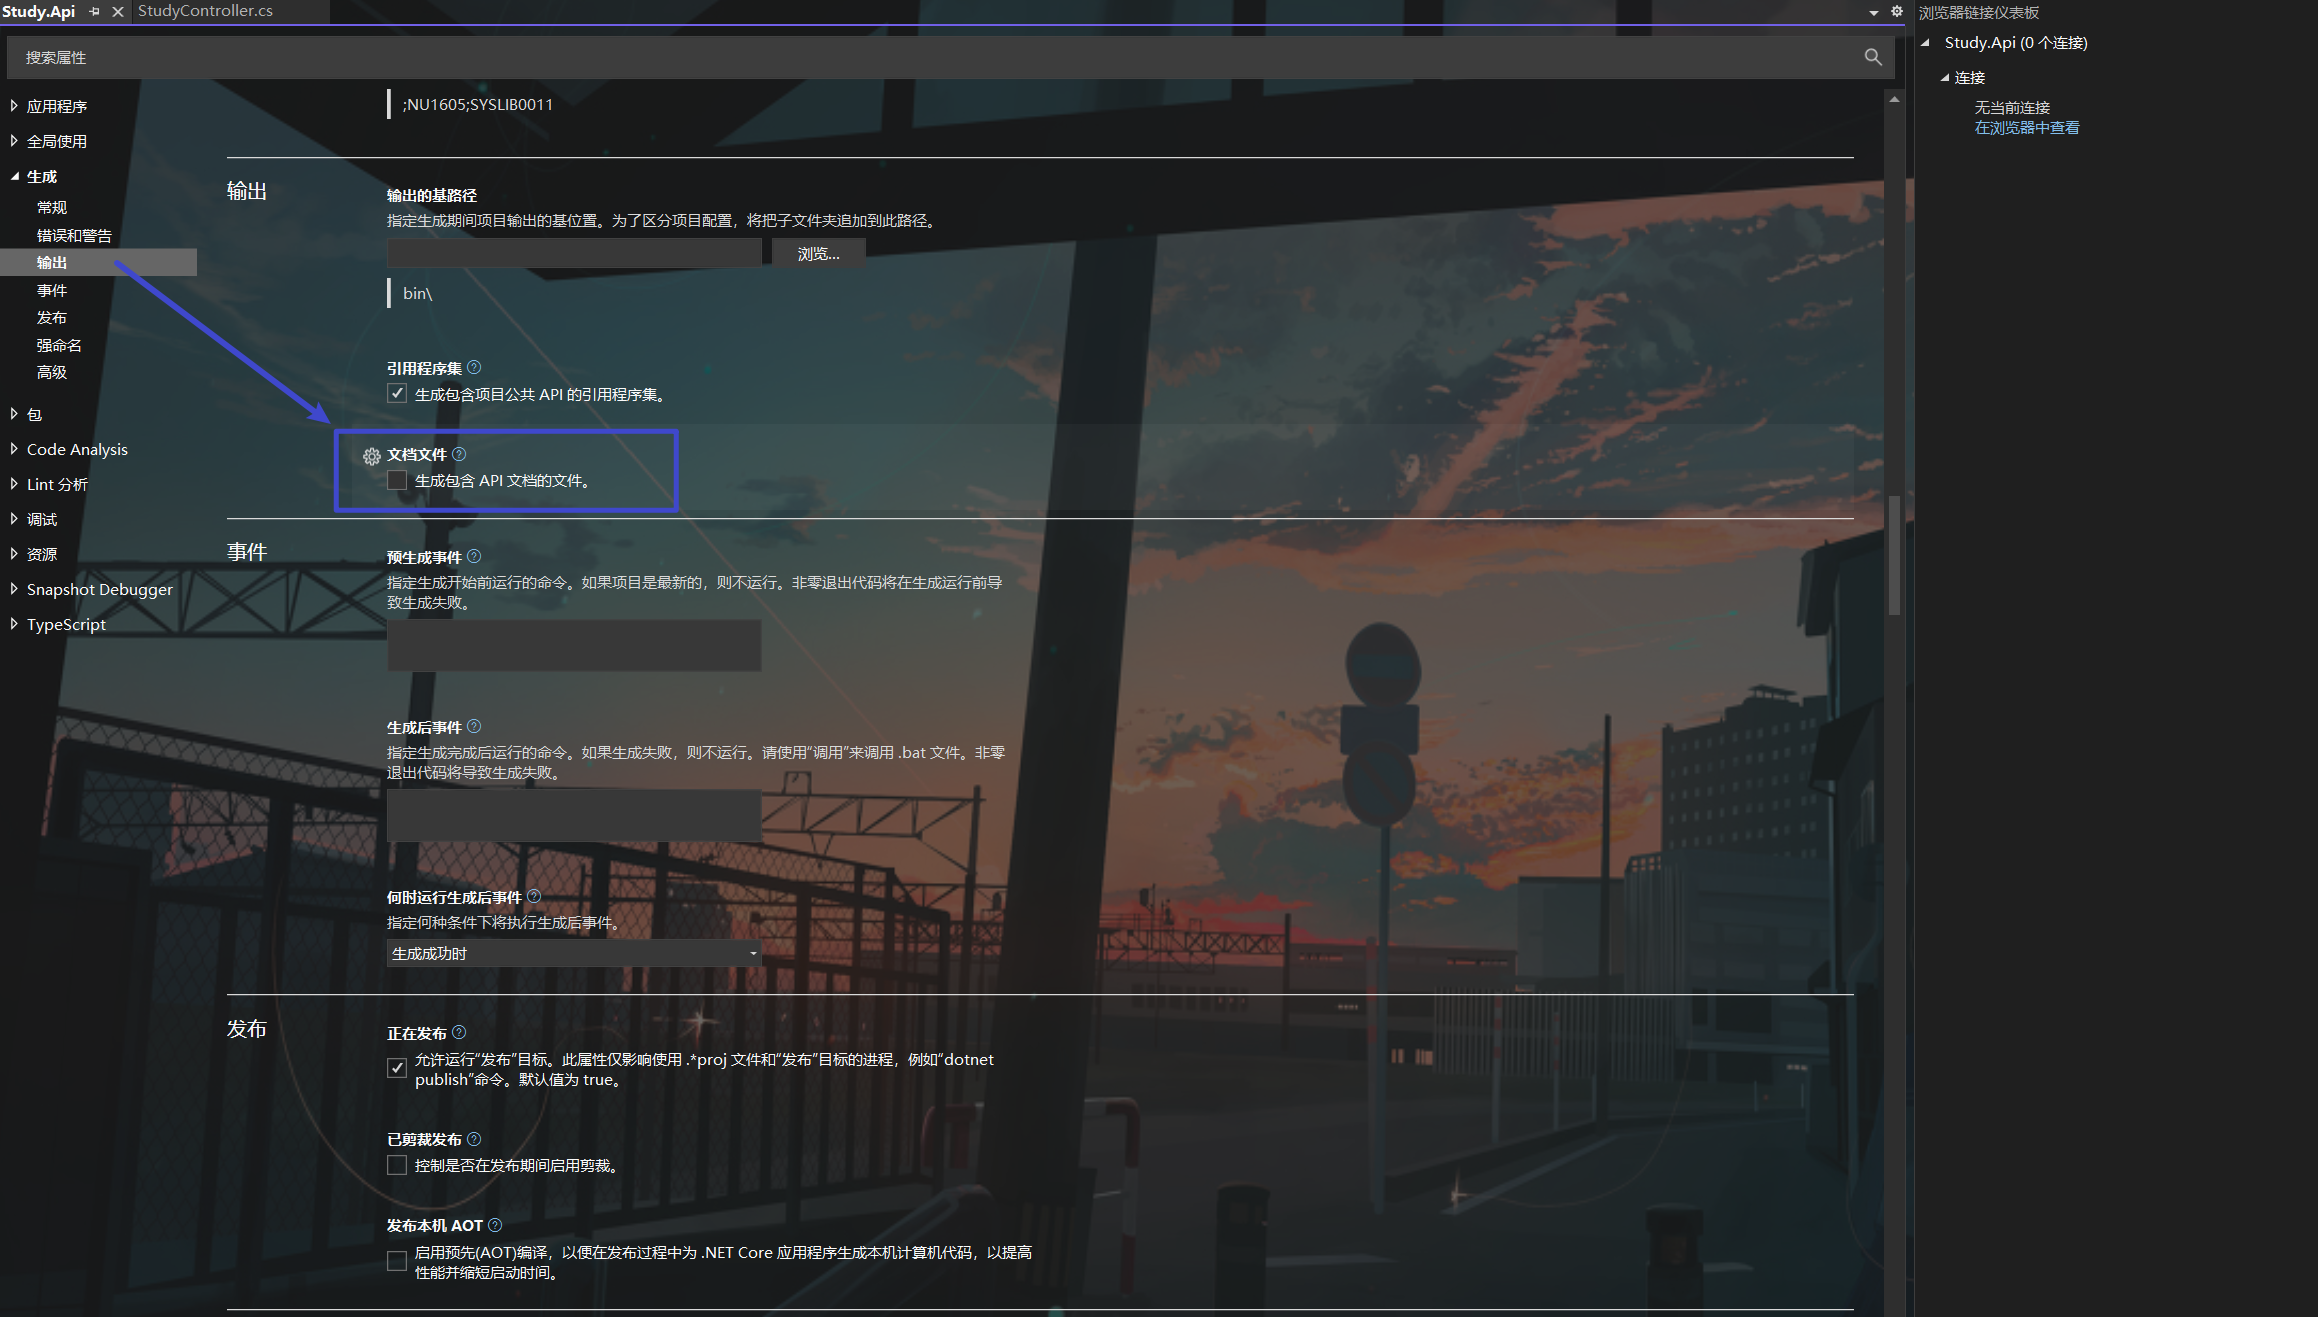 Study.Api
StudyController.cs
搜索属性
应用程序
全局使用
生成
常规
错误和警告
输出
事件
发布
强命名
高级
包
Code Analysis
Lint 分析
调试
资源
Snapshot Debugger
TypeScript
;NU1605;SYSLIB0011
输出
输出的基路径
指定生成期间项目输出的基位置。为了区分项目配置，将把子文件夹追加到此路径。
浏览...
bin\
引用程序集
生成包含项目公共 API 的引用程序集。
文档文件
生成包含 API 文档的文件。
事件
预生成事件
指定生成开始前运行的命令。如果项目是最新的，则不运行。非零退出代码将在生成运行前导
致生成失败。
生成后事件
指定生成完成后运行的命令。如果生成失败，则不运行。请使用“调用”来调用 .bat 文件。非零
退出代码将导致生成失败。
何时运行生成后事件
指定何种条件下将执行生成后事件。
生成成功时
发布
正在发布
允许运行“发布”目标。此属性仅影响使用 .*proj 文件和“发布”目标的进程，例如“dotnet
publish”命令。默认值为 true。
已剪裁发布
控制是否在发布期间启用剪裁。
发布本机 AOT
启用预先(AOT)编译，以便在发布过程中为 .NET Core 应用程序生成本机计算机代码，以提高
性能并缩短启动时间。
浏览器链接仪表板
Study.Api (0 个连接)
连接
无当前连接
在浏览器中查看